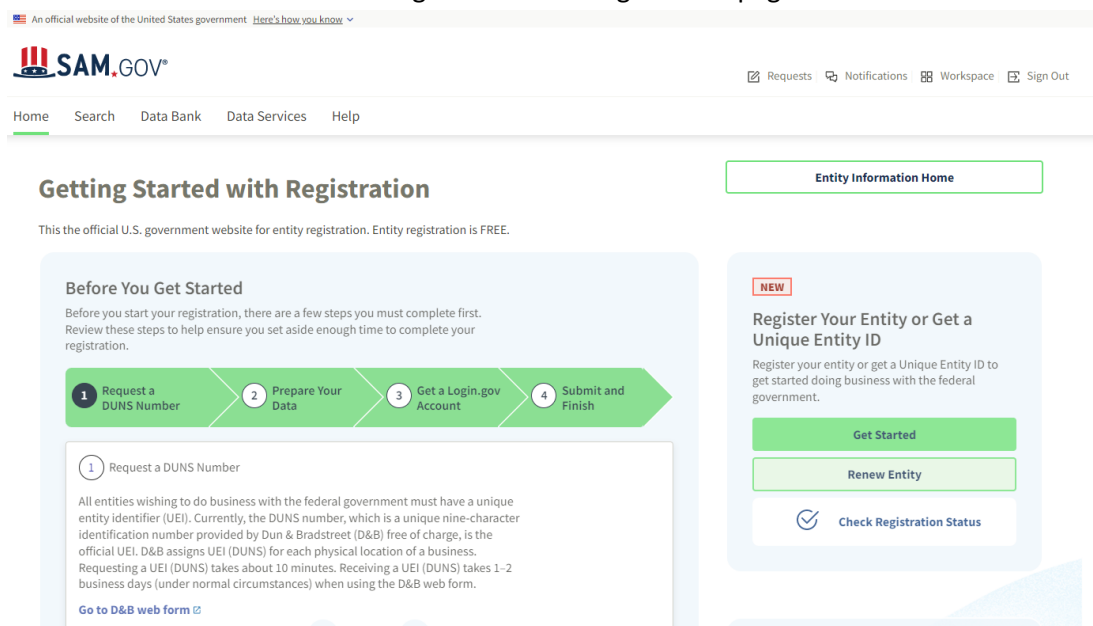 An official website of the United States government Here's how you know
SAM.GOV®
Requests Notifications Workspace Sign Out
Home Search Data Bank Data Services Help
Getting Started with Registration
Entity Information Home
This the official U.S. government website for entity registration. Entity registration is FREE.
Before You Get Started
Before you start your registration, there are a few steps you must complete first.
Review these steps to help ensure you set aside enough time to complete your
registration.
1 Request a
DUNS Number
2 Prepare Your
Data
3 Get a Login.gov
Account
4 Submit and
Finish
1 Request a DUNS Number
All entities wishing to do business with the federal government must have a unique
entity identifier (UEI). Currently, the DUNS number, which is a unique nine-character
identification number provided by Dun & Bradstreet (D&B) free of charge, is the
official UEI. D&B assigns UEI (DUNS) for each physical location of a business.
Requesting a UEI (DUNS) takes about 10 minutes. Receiving a UEI (DUNS) takes 1–2
business days (under normal circumstances) when using the D&B web form.
Go to D&B web form
NEW
Register Your Entity or Get a
Unique Entity ID
Register your entity or get a Unique Entity ID to
get started doing business with the federal
government.
Get Started
Renew Entity
Check Registration Status